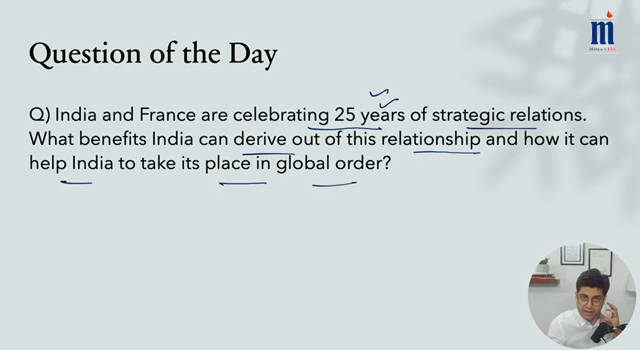 m
Question of the Day
Q) India and France are celebrating 25 years of strategic relations.
What benefits India can derive out of this relationship and how it can
help India to take its place in global order?